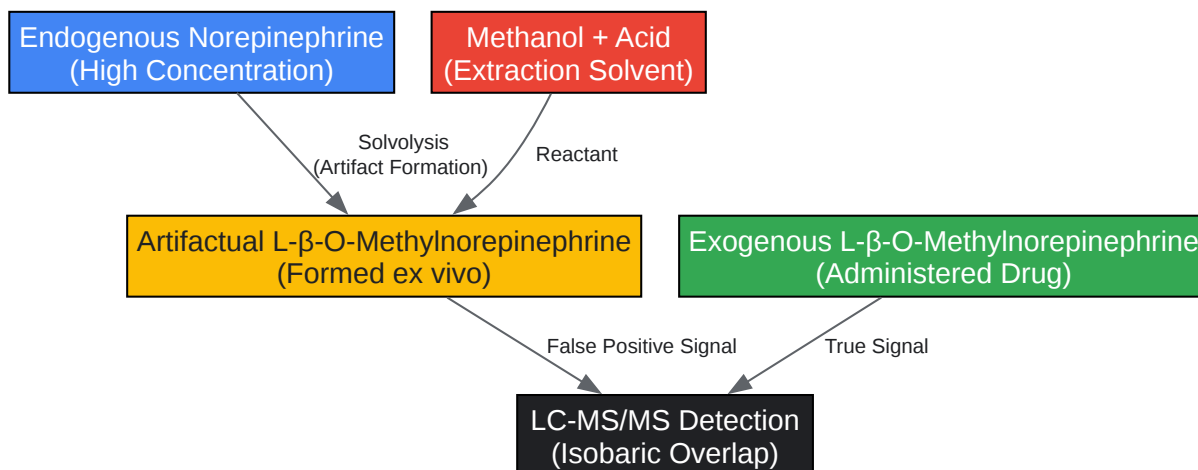 Endogenous Norepinephrine
(High Concentration)
Methanol + Acid
(Extraction Solvent)
Solvolysis
(Artifact Formation)
Reactant
Artifactual L-β-O-Methylnorepinephrine
(Formed ex vivo)
Exogenous L-β-O-Methylnorepinephrine
(Administered Drug)
False Positive Signal
True Signal
LC-MS/MS Detection
(Isobaric Overlap)